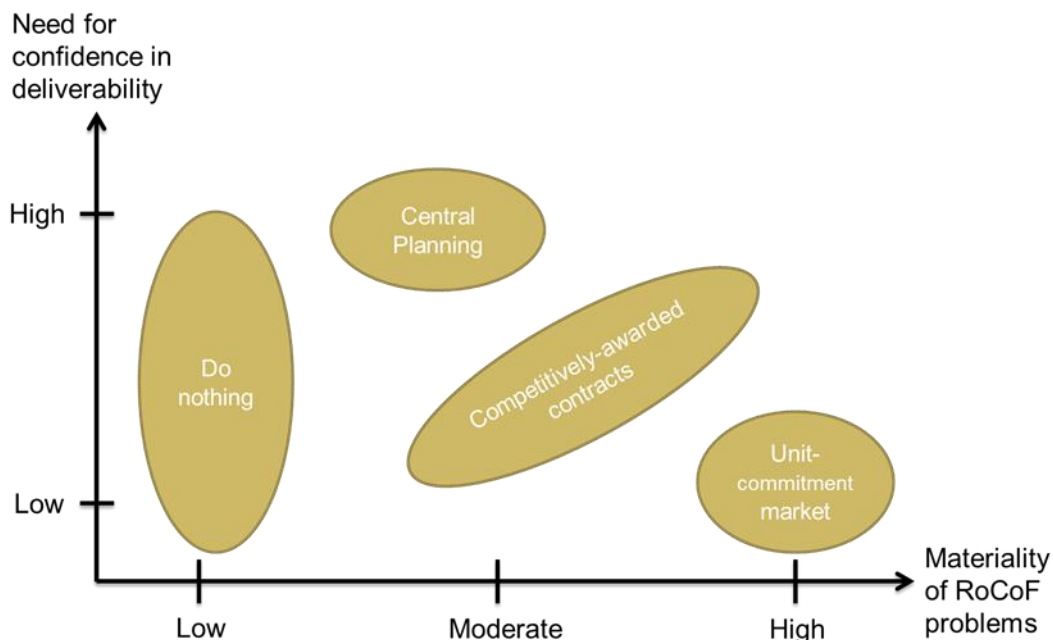 Need for
confidence in
deliverability
High
Low
Central
Planning
Do
nothing
Competitively-awarded
contracts
Unit-
commitment
market
Low
Moderate
High
Materiality
of RoCoF
problems